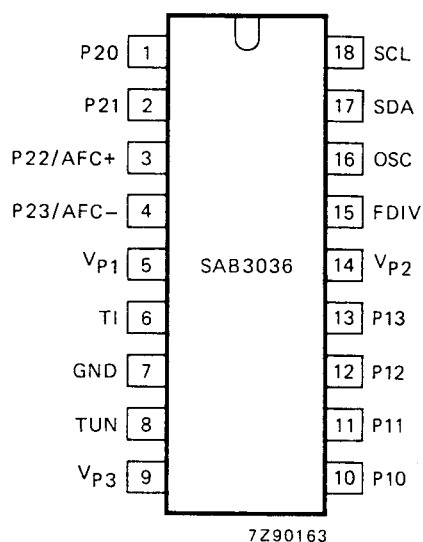 P20 1 18 SCL
P21 2 17 SDA
P22/AFC+ 3 16 OSC
P23/AFC− 4 15 FDIV
VP1 5 SAB3036 14 VP2
TI 6 13 P13
GND 7 12 P12
TUN 8 11 P11
VP3 9 10 P10
7Z90163